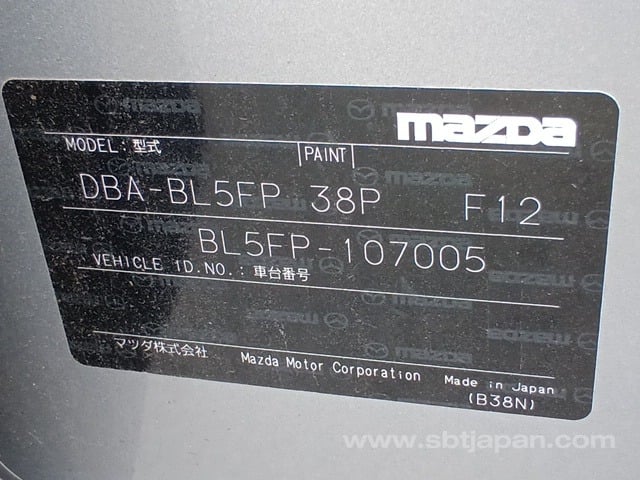 mazda
MODEL:型式 PAINT
DBA-BL5FP 38P F12
BL5FP-107005
VEHICLE ID.NO.:車台番号
マツダ株式会社 Mazda Motor Corporation Made in Japan
(B38N)
www.sbtjapan.com